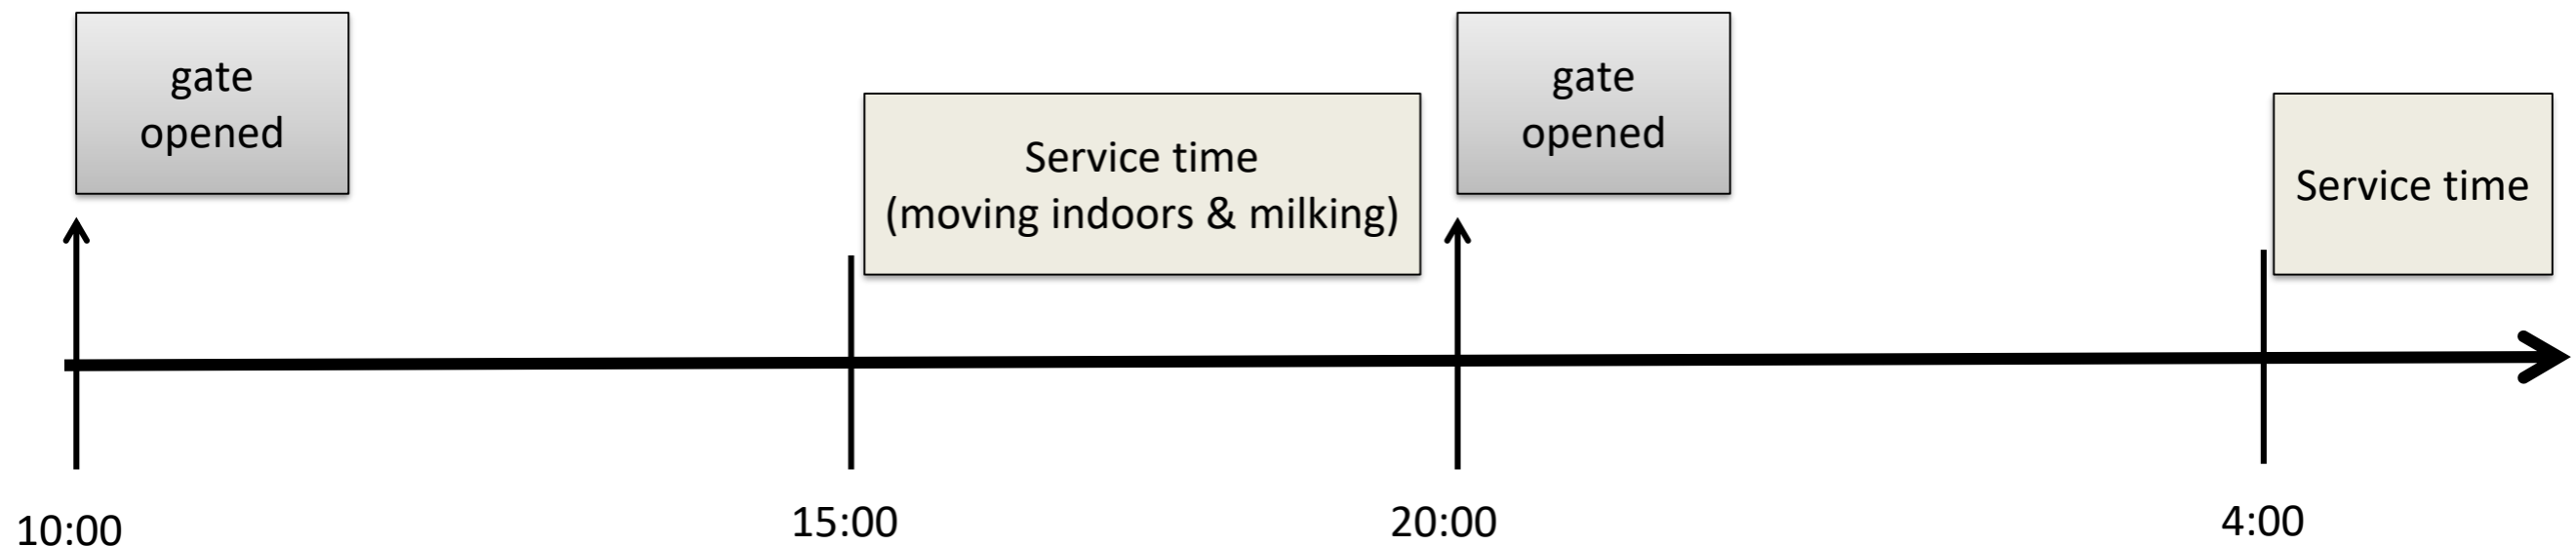 gate
opened
Service time
(moving indoors & milking)
gate
opened
Service time
10:00
15:00
20:00
4:00